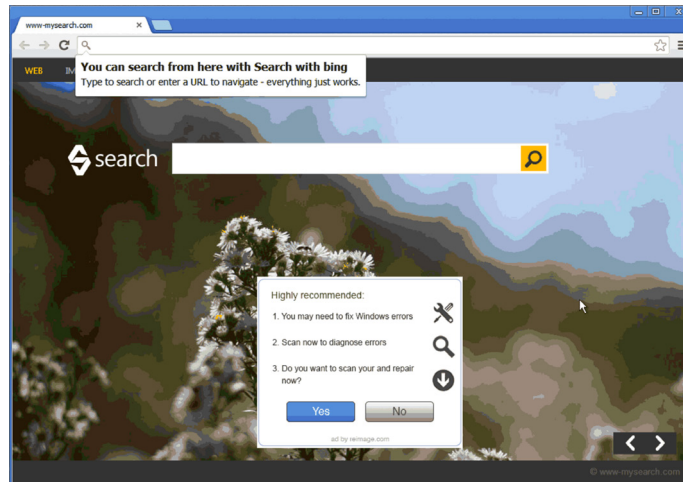 www-mysearch.com
You can search from here with Search with bing
Type to search or enter a URL to navigate - everything just works.
WEB
search
Highly recommended:
1. You may need to fix Windows errors
2. Scan now to diagnose errors
3. Do you want to scan your and repair
now?
Yes No
ad by reimage.com
© www-mysearch.com